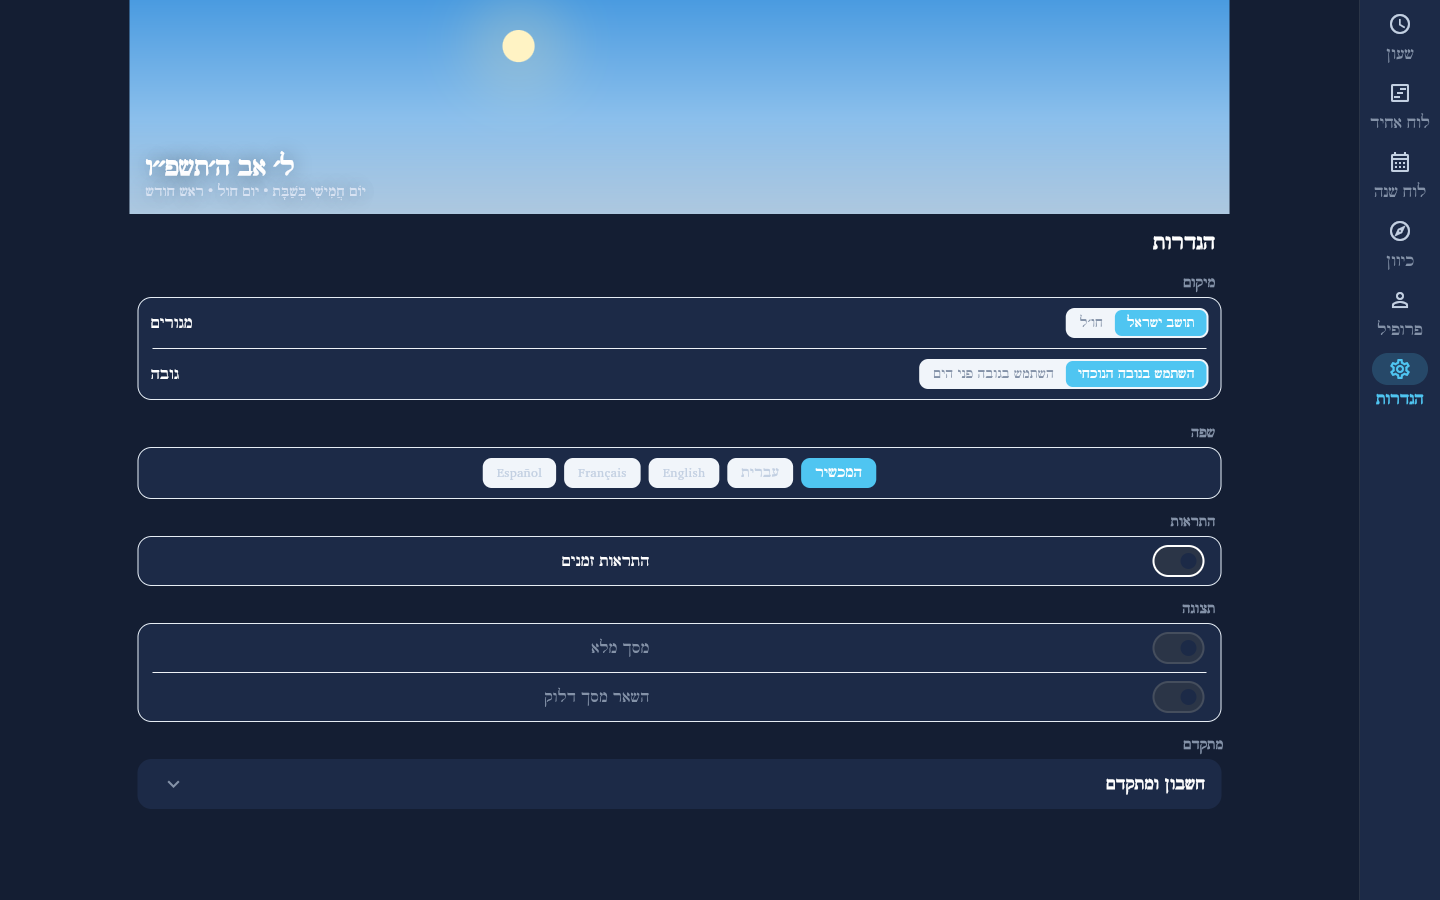 ל׳ אב ה׳תשפ״ו
יוֹם חֲמִישִׁי בְּשַׁבָּת • יום חול • ראש חודש
הגדרות
מיקום
מגורים
תושב ישראל
חו״ל
גובה
השתמש בגובה הנוכחי
השתמש בגובה פני הים
שפה
המכשיר
עברית
English
Français
Español
התראות
התראות זמנים
תצוגה
מסך מלא
השאר מסך דלוק
מתקדם
חשבון ומתקדם
שעון
לוח אחיד
לוח שנה
כיוון
פרופיל
הגדרות